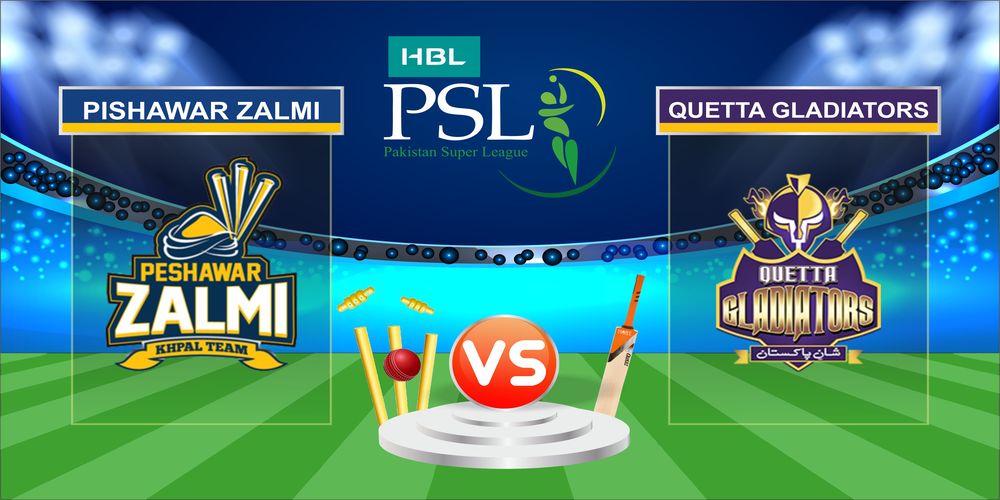 HBL
PSL
Pakistan Super League
PISHAWAR ZALMI
QUETTA GLADIATORS
PESHAWAR
ZALMI
KHPAL TEAM
QUETTA
GLADIATORS
شانِ پاکستان
VS